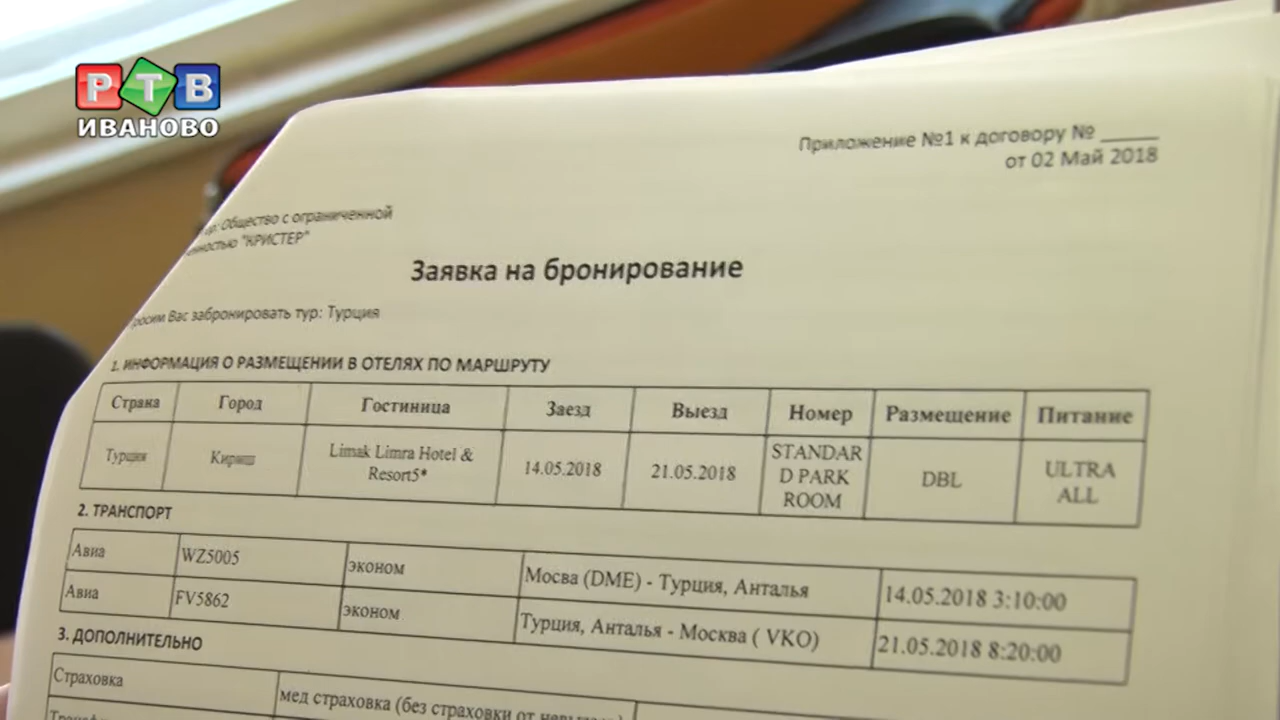 РТВ
ИВАНОВО
Приложение №1 к договору № ______
от 02 Май 2018
Общество с ограниченной
"КРИСТЕР"
Заявка на бронирование
Вас забронировать тур: Турция
1. ИНФОРМАЦИЯ О РАЗМЕЩЕНИИ В ОТЕЛЯХ ПО МАРШРУТУ
Страна Город Гостиница Заезд Выезд Номер Размещение Питание
Турция Кириш Limak Limra Hotel & Resort5* 14.05.2018 21.05.2018 STANDAR D PARK ROOM DBL ULTRA ALL
2. ТРАНСПОРТ
Авиа WZ5005 эконом Мосва (DME) - Турция, Анталья 14.05.2018 3:10:00
Авиа FV5862 эконом Турция, Анталья - Москва ( VKO) 21.05.2018 8:20:00
3. ДОПОЛНИТЕЛЬНО
Страховка мед страховка (без страховки от